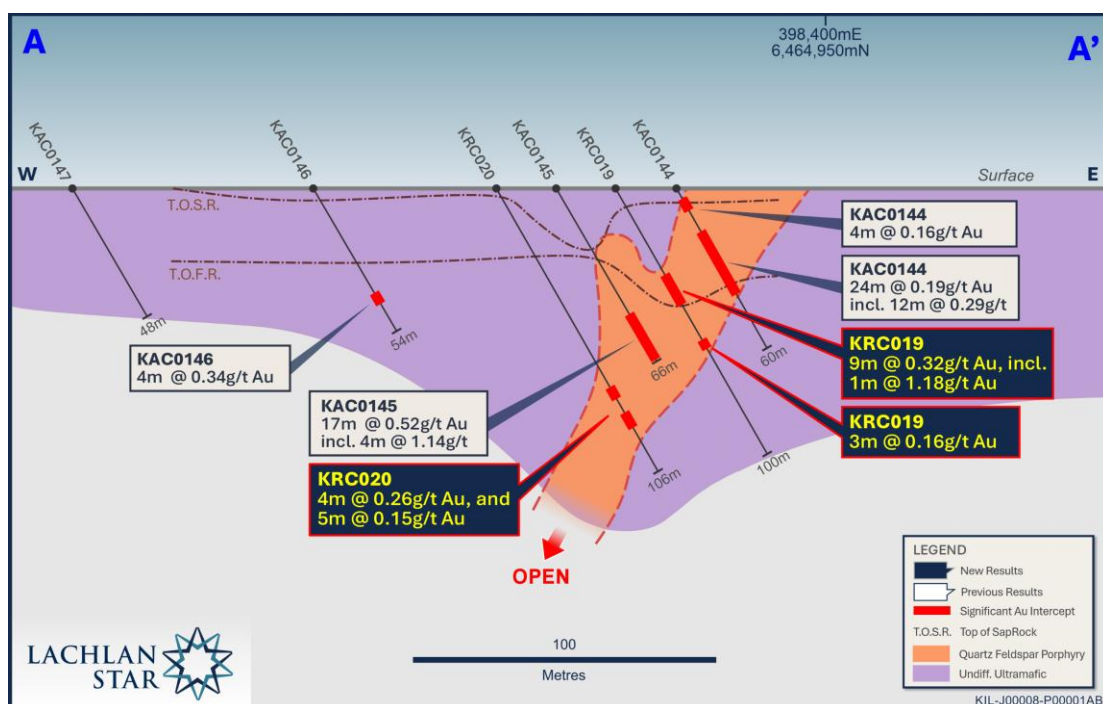 A
398,400mE
6,464,950mN
A'
KAC0147
KAC0146
KRC020
KAC0145
KRC019
KAC0144
W
Surface
E
T.O.S.R.
T.O.F.R.
48m
54m
66m
60m
106m
100m
KAC0144
4m @ 0.16g/t Au
KAC0144
24m @ 0.19g/t Au
incl. 12m @ 0.29g/t
KRC019
9m @ 0.32g/t Au, incl.
1m @ 1.18g/t Au
KRC019
3m @ 0.16g/t Au
KAC0146
4m @ 0.34g/t Au
KAC0145
17m @ 0.52g/t Au
incl. 4m @ 1.14g/t
KRC020
4m @ 0.26g/t Au, and
5m @ 0.15g/t Au
OPEN
100
Metres
LACHLAN
STAR
LEGEND
New Results
Previous Results
Significant Au Intercept
T.O.S.R. Top of SapRock
Quartz Feldspar Porphyry
Undiff. Ultramafic
KIL-J00008-P00001AB